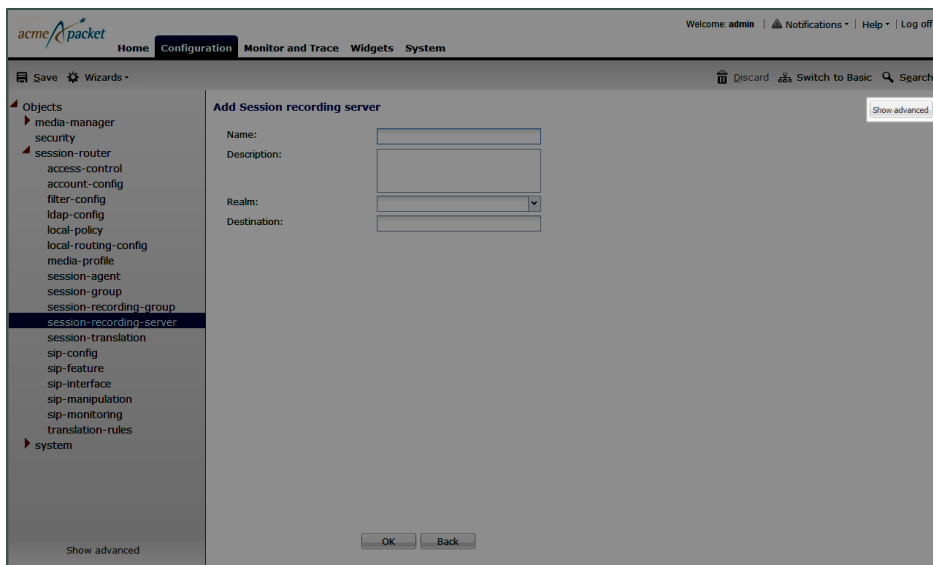 acme packet
Welcome: admin | Notifications | Help | Log off
Home Configuration Monitor and Trace Widgets System
Save Wizards Discard Switch to Basic Search
Objects
media-manager
security
session-router
access-control
account-config
filter-config
ldap-config
local-policy
local-routing-config
media-profile
session-agent
session-group
session-recording-group
session-recording-server
session-translation
sip-config
sip-feature
sip-interface
sip-manipulation
sip-monitoring
translation-rules
system
Show advanced
Add Session recording server
Show advanced
Name:
Description:
Realm:
Destination:
OK Back